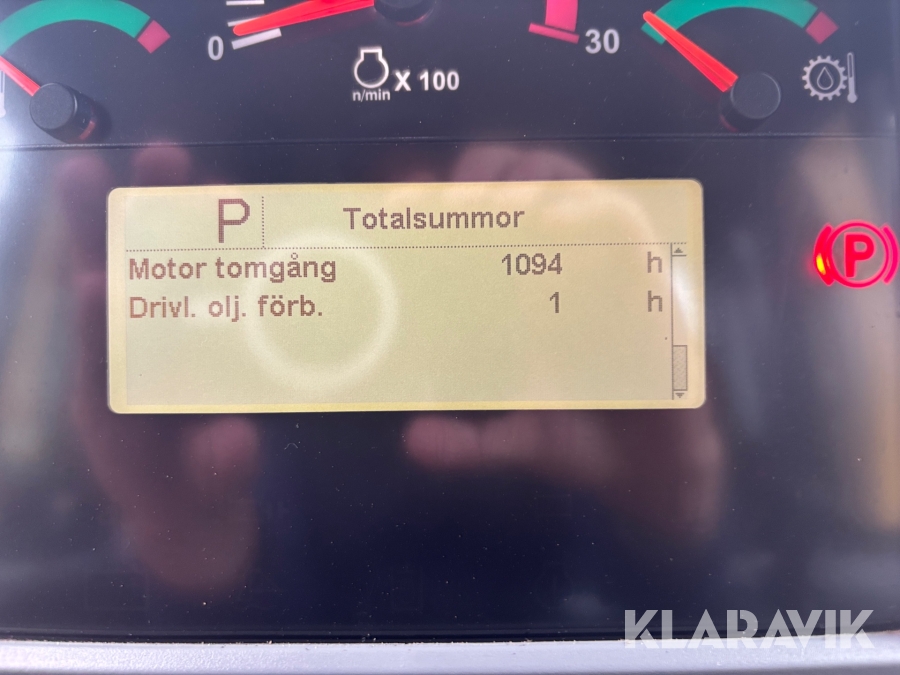 0
30
n/min X 100
P Totalsummor
Motor tomgång 1094 h
Drivl. olj. förb. 1 h
P
KLARAVIK